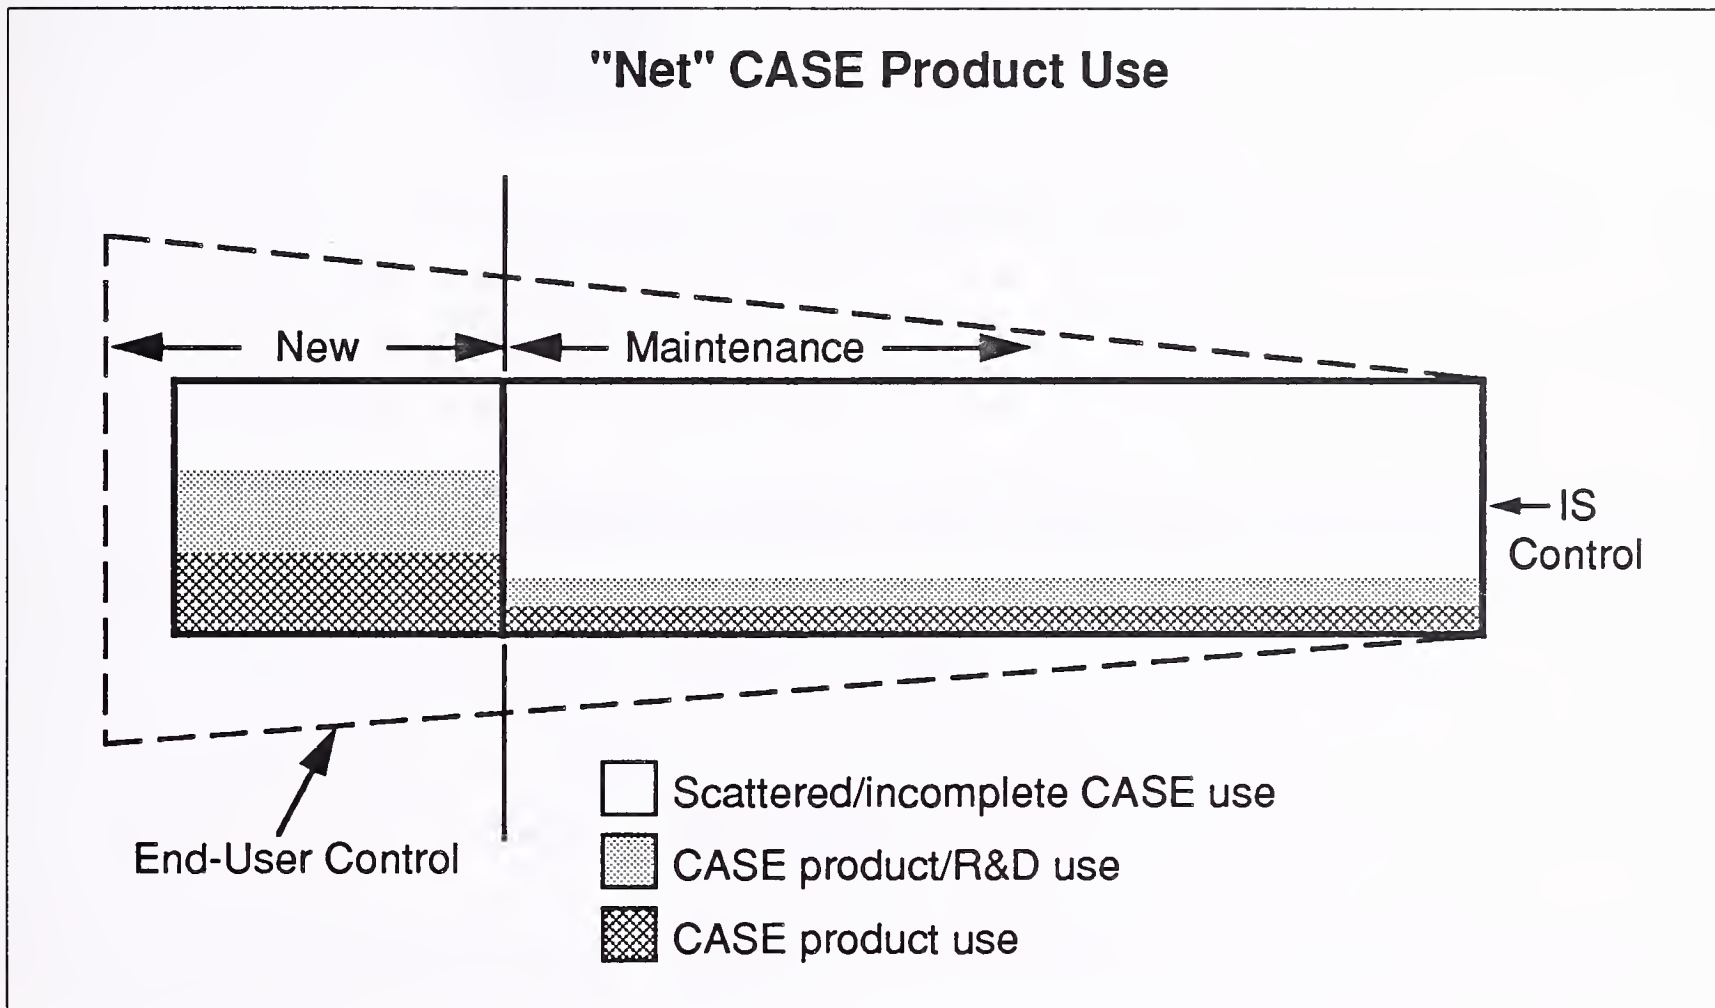 "Net" CASE Product Use
New
Maintenance
IS
Control
End-User Control
Scattered/incomplete CASE use
CASE product/R&D use
CASE product use